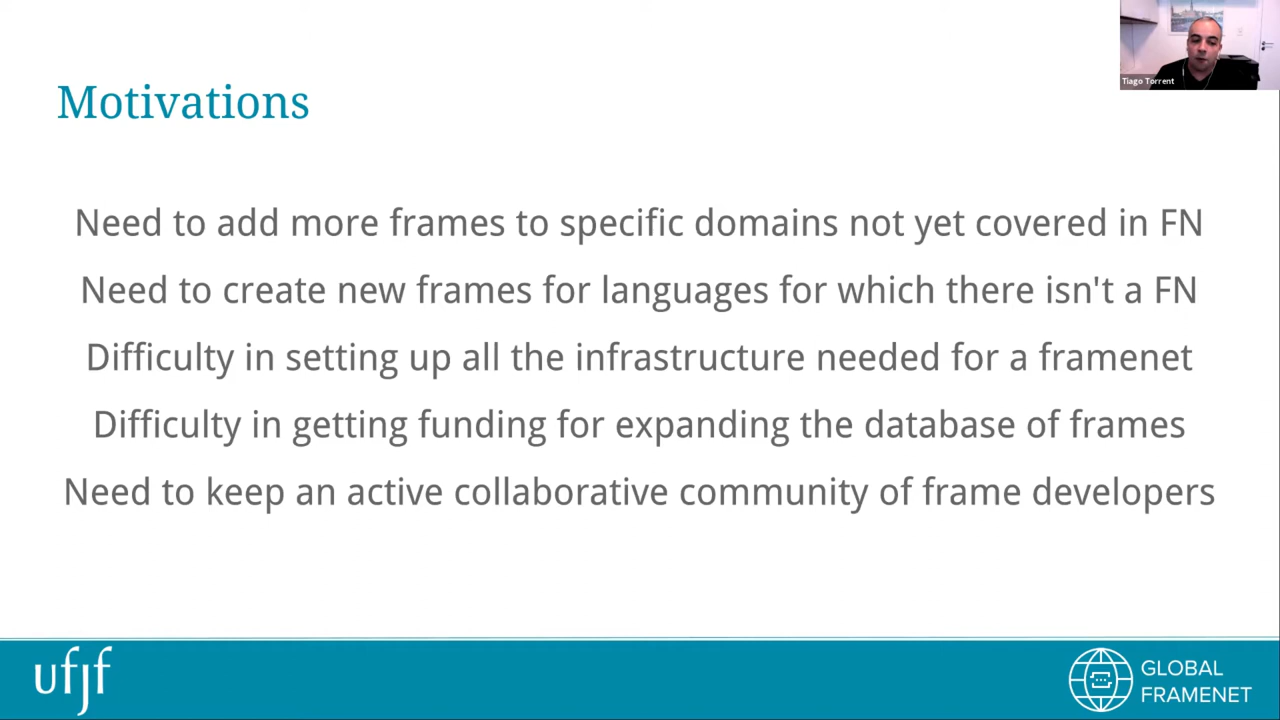 Tiago Torrent
Motivations
Need to add more frames to specific domains not yet covered in FN
Need to create new frames for languages for which there isn't a FN
Difficulty in setting up all the infrastructure needed for a framenet
Difficulty in getting funding for expanding the database of frames
Need to keep an active collaborative community of frame developers
ufjf
GLOBAL
FRAMENET